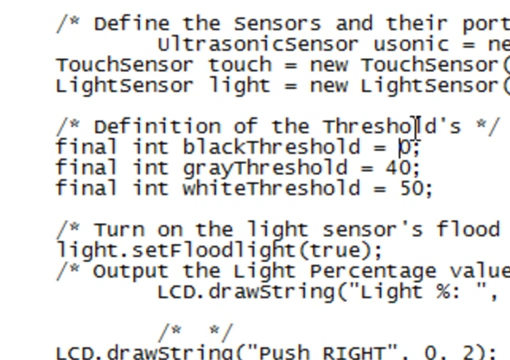 /* Define the Sensors and their port
UltrasonicSensor usonic = ne
TouchSensor touch = new TouchSensor(
LightSensor light = new LightSensor(
/* Definition of the Threshold's */
final int blackThreshold = 0;
final int grayThreshold = 40;
final int whiteThreshold = 50;
/* Turn on the light sensor's flood
light.setFloodlight(true);
/* Output the Light Percentage value
LCD.drawString("Light %: ",
/*  */
LCD.drawString("Push RIGHT", 0, 2);